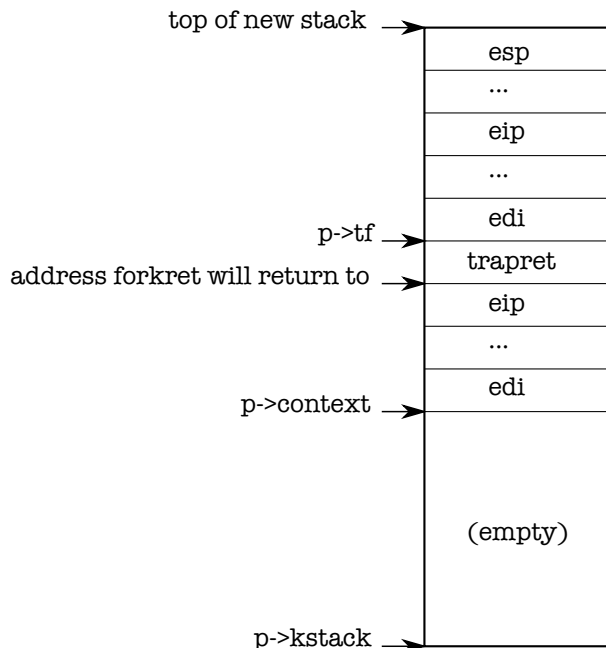 top of new stack
esp
...
eip
...
edi
p->tf
trapret
address forkret will return to
eip
...
edi
p->context
(empty)
p->kstack